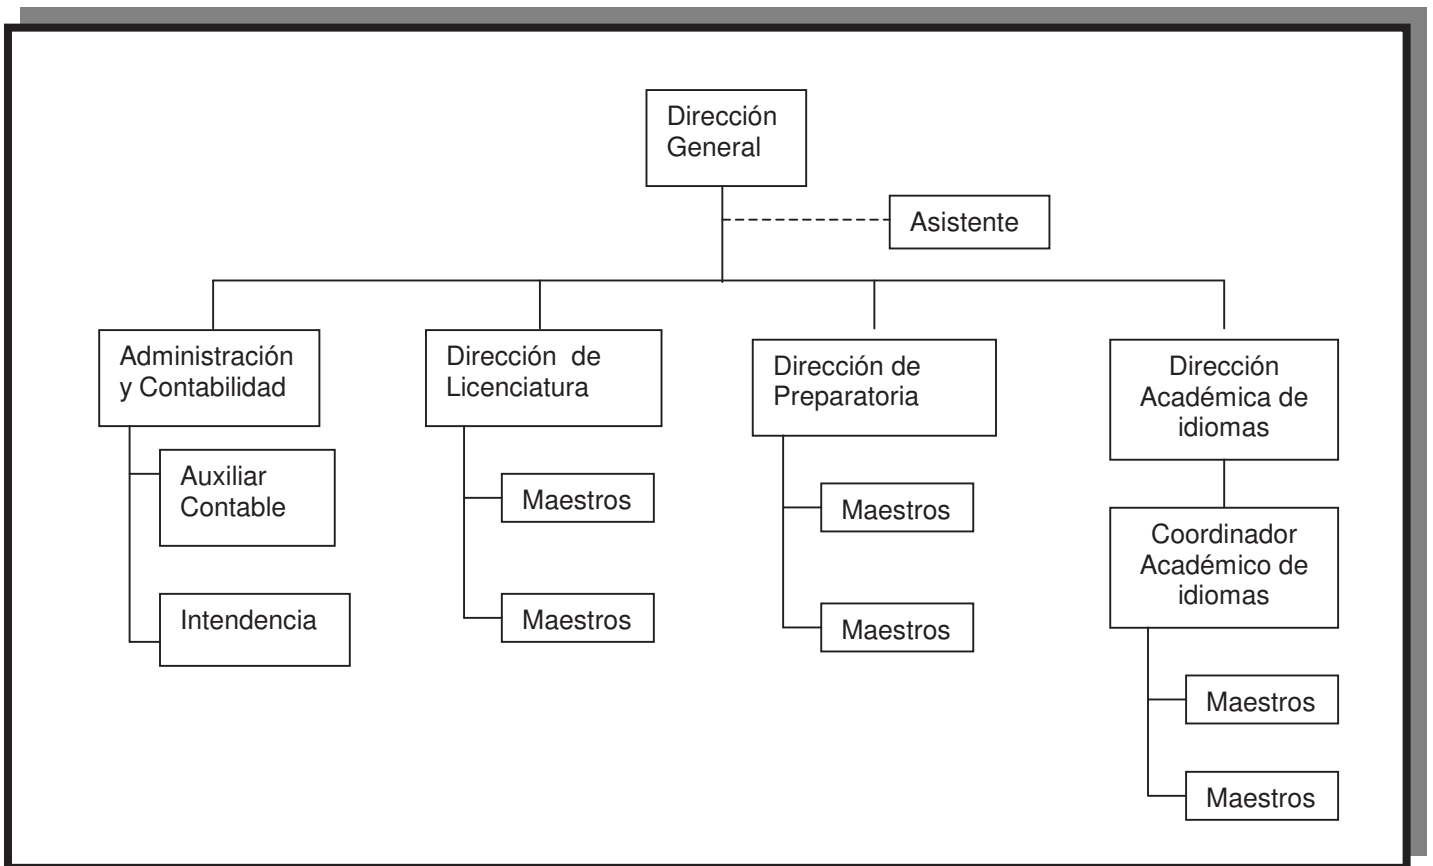 Dirección
General
Asistente
Administración
y Contabilidad
Dirección de
Licenciatura
Dirección de
Preparatoria
Dirección
Académica de
idiomas
Auxiliar
Contable
Maestros
Maestros
Coordinador
Académico de
idiomas
Intendencia
Maestros
Maestros
Maestros
Maestros